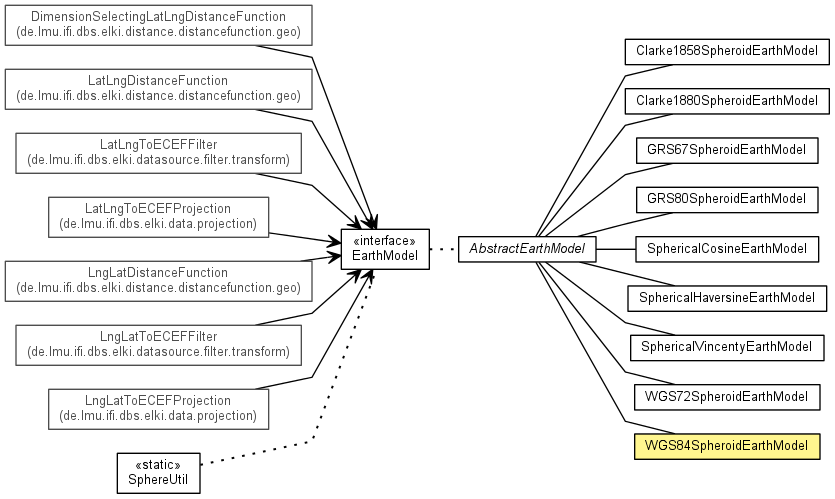 DimensionSelectingLatLngDistanceFunction
(de.lmu.ifi.dbs.elki.distance.distancefunction.geo)
LatLngDistanceFunction
(de.lmu.ifi.dbs.elki.distance.distancefunction.geo)
LatLngToECEFFilter
(de.lmu.ifi.dbs.elki.datasource.filter.transform)
LatLngToECEFProjection
(de.lmu.ifi.dbs.elki.data.projection)
LngLatDistanceFunction
(de.lmu.ifi.dbs.elki.distance.distancefunction.geo)
LngLatToECEFFilter
(de.lmu.ifi.dbs.elki.datasource.filter.transform)
LngLatToECEFProjection
(de.lmu.ifi.dbs.elki.data.projection)
«static»
SphereUtil
«interface»
EarthModel
AbstractEarthModel
Clarke1858SpheroidEarthModel
Clarke1880SpheroidEarthModel
GRS67SpheroidEarthModel
GRS80SpheroidEarthModel
SphericalCosineEarthModel
SphericalHaversineEarthModel
SphericalVincentyEarthModel
WGS72SpheroidEarthModel
WGS84SpheroidEarthModel